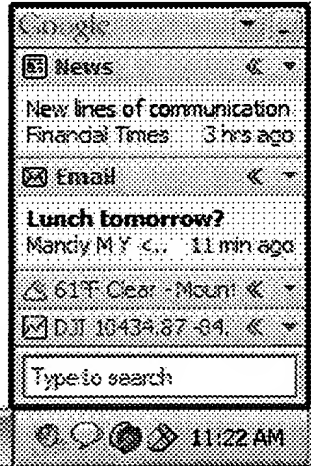 Google
News
New lines of communication
Financial Times 3 hrs ago
Email
Lunch tomorrow?
Mandy M Y <.. 11 min ago
61°F Clear - Mount
DJI 10434.87 -94.
Type to search
11:22 AM